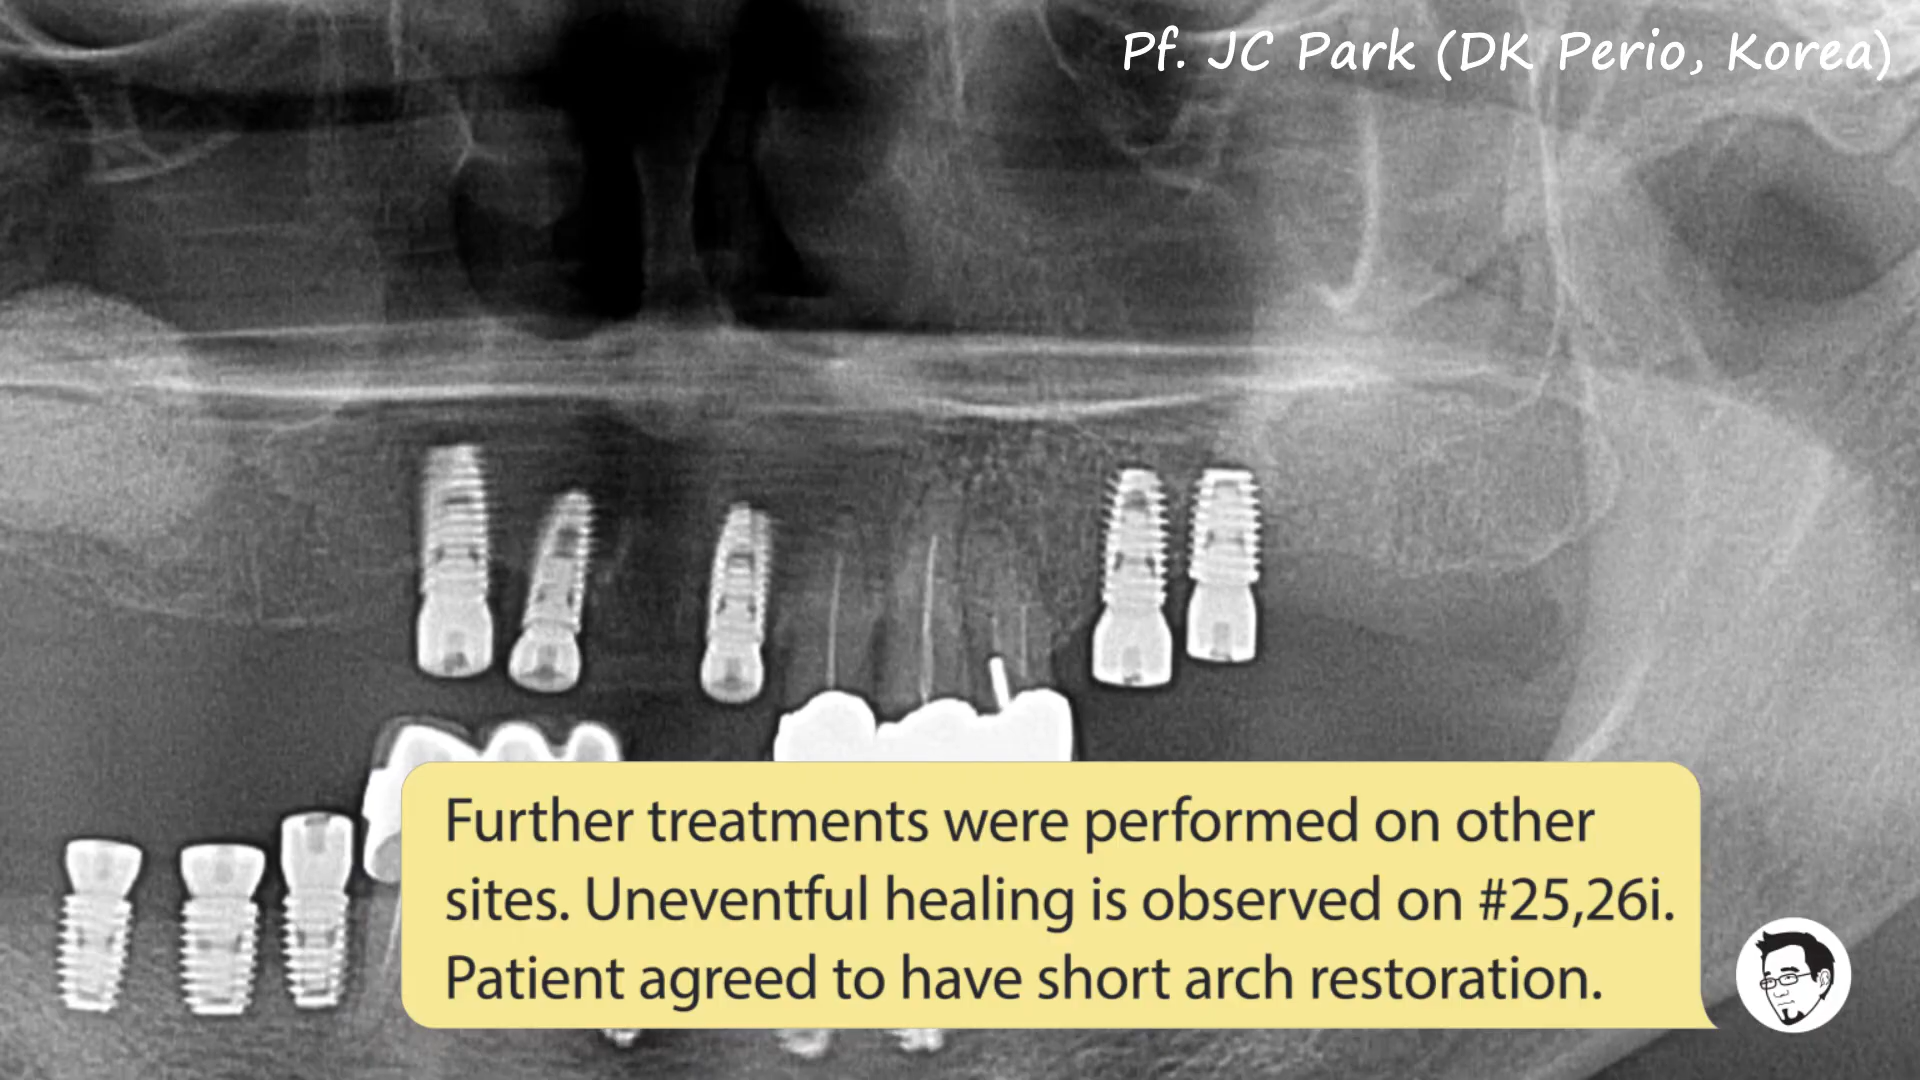 Pf. JC Park (DK Perio, Korea)
Further treatments were performed on other
sites. Uneventful healing is observed on #25,26i.
Patient agreed to have short arch restoration.